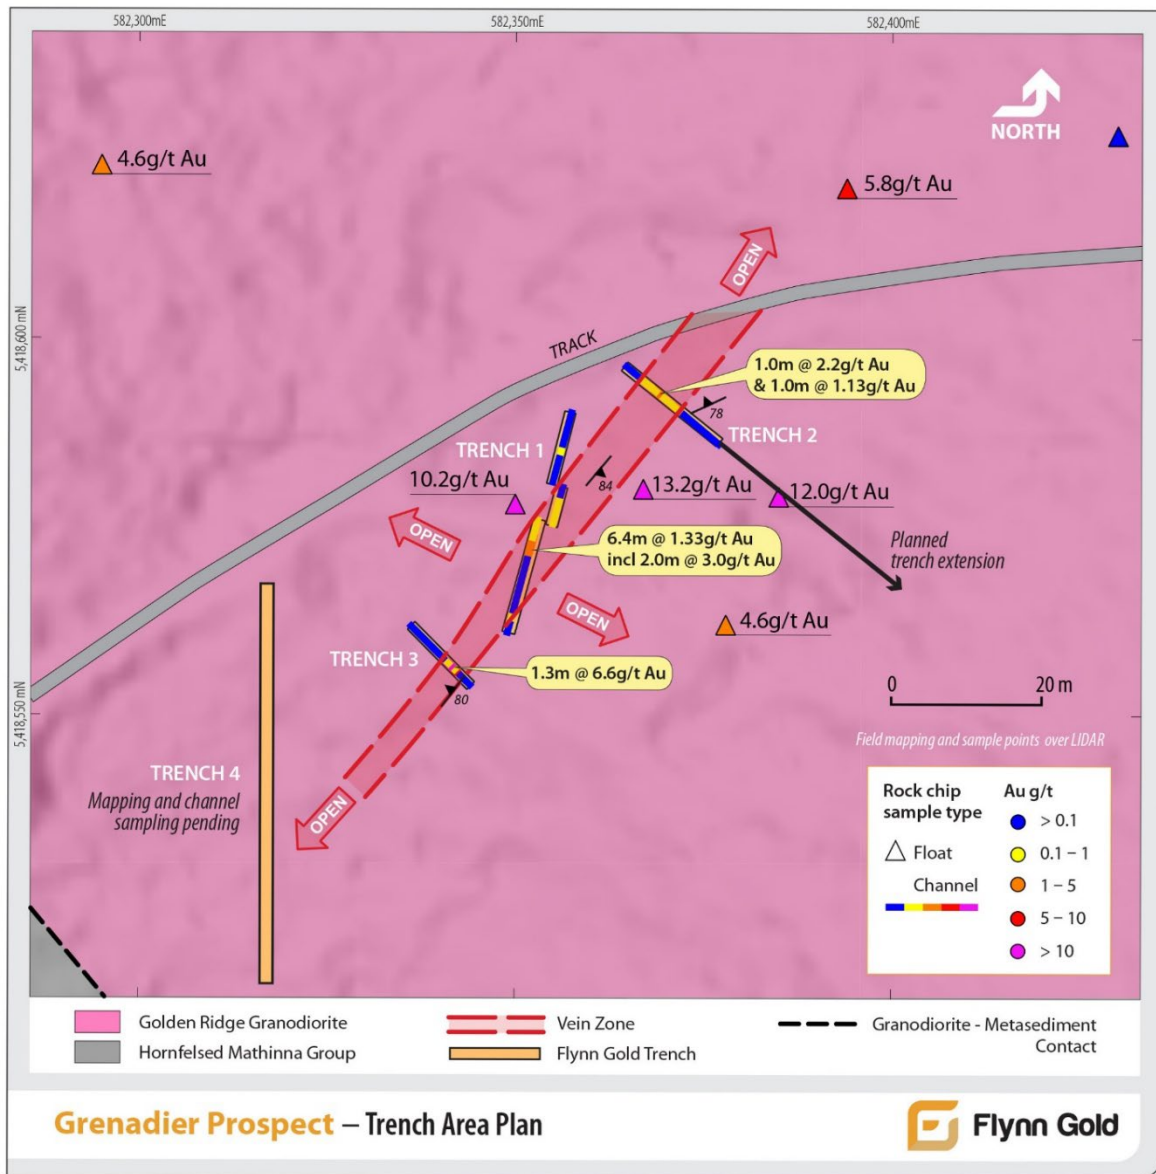 582,300mE
582,350mE
582,400mE
NORTH
4.6g/t Au
5.8g/t Au
OPEN
5,418,600 mN
TRACK
1.0m @ 2.2g/t Au
& 1.0m @ 1.13g/t Au
78
TRENCH 2
TRENCH 1
10.2g/t Au
84
13.2g/t Au
12.0g/t Au
OPEN
6.4m @ 1.33g/t Au
incl 2.0m @ 3.0g/t Au
Planned
trench extension
OPEN
4.6g/t Au
TRENCH 3
1.3m @ 6.6g/t Au
80
0 20 m
5,418,550 mN
Field mapping and sample points over LIDAR
TRENCH 4
Mapping and channel
sampling pending
OPEN
Rock chip
sample type
Float
Channel
Au g/t
> 0.1
0.1 – 1
1 – 5
5 – 10
> 10
Golden Ridge Granodiorite
Hornfelsed Mathinna Group
Vein Zone
Flynn Gold Trench
Granodiorite - Metasediment
Contact
Grenadier Prospect – Trench Area Plan
Flynn Gold